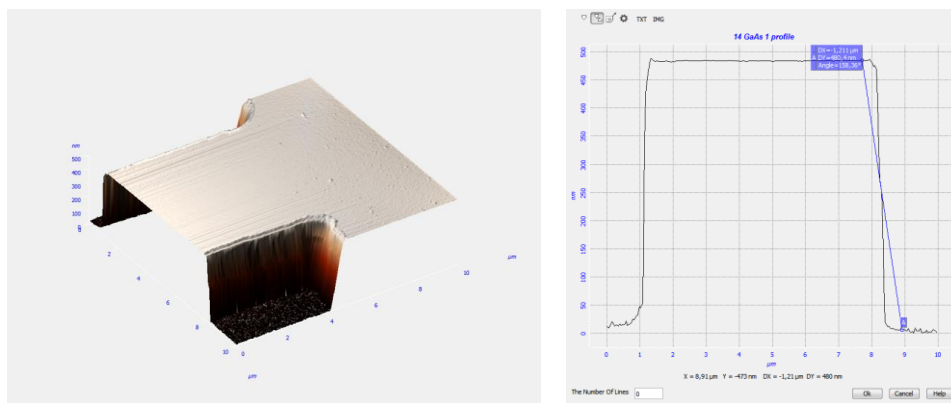 nm
500
400
300
200
100
0
0
2
4
6
8
10
µm
0
2
4
6
8
10
µm
TXT IMG
14 GaAs 1 profile
DX=-1,211 µm
A DY=480,9 nm
Angle=158,36°
500
450
400
350
300
250
200
150
100
50
0
nm
B
0 1 2 3 4 5 6 7 8 9 10
µm
X = 8,91 µm Y = -473 nm DX = -1,21 µm DY = 480 nm
The Number Of Lines 0
Ok Cancel Help